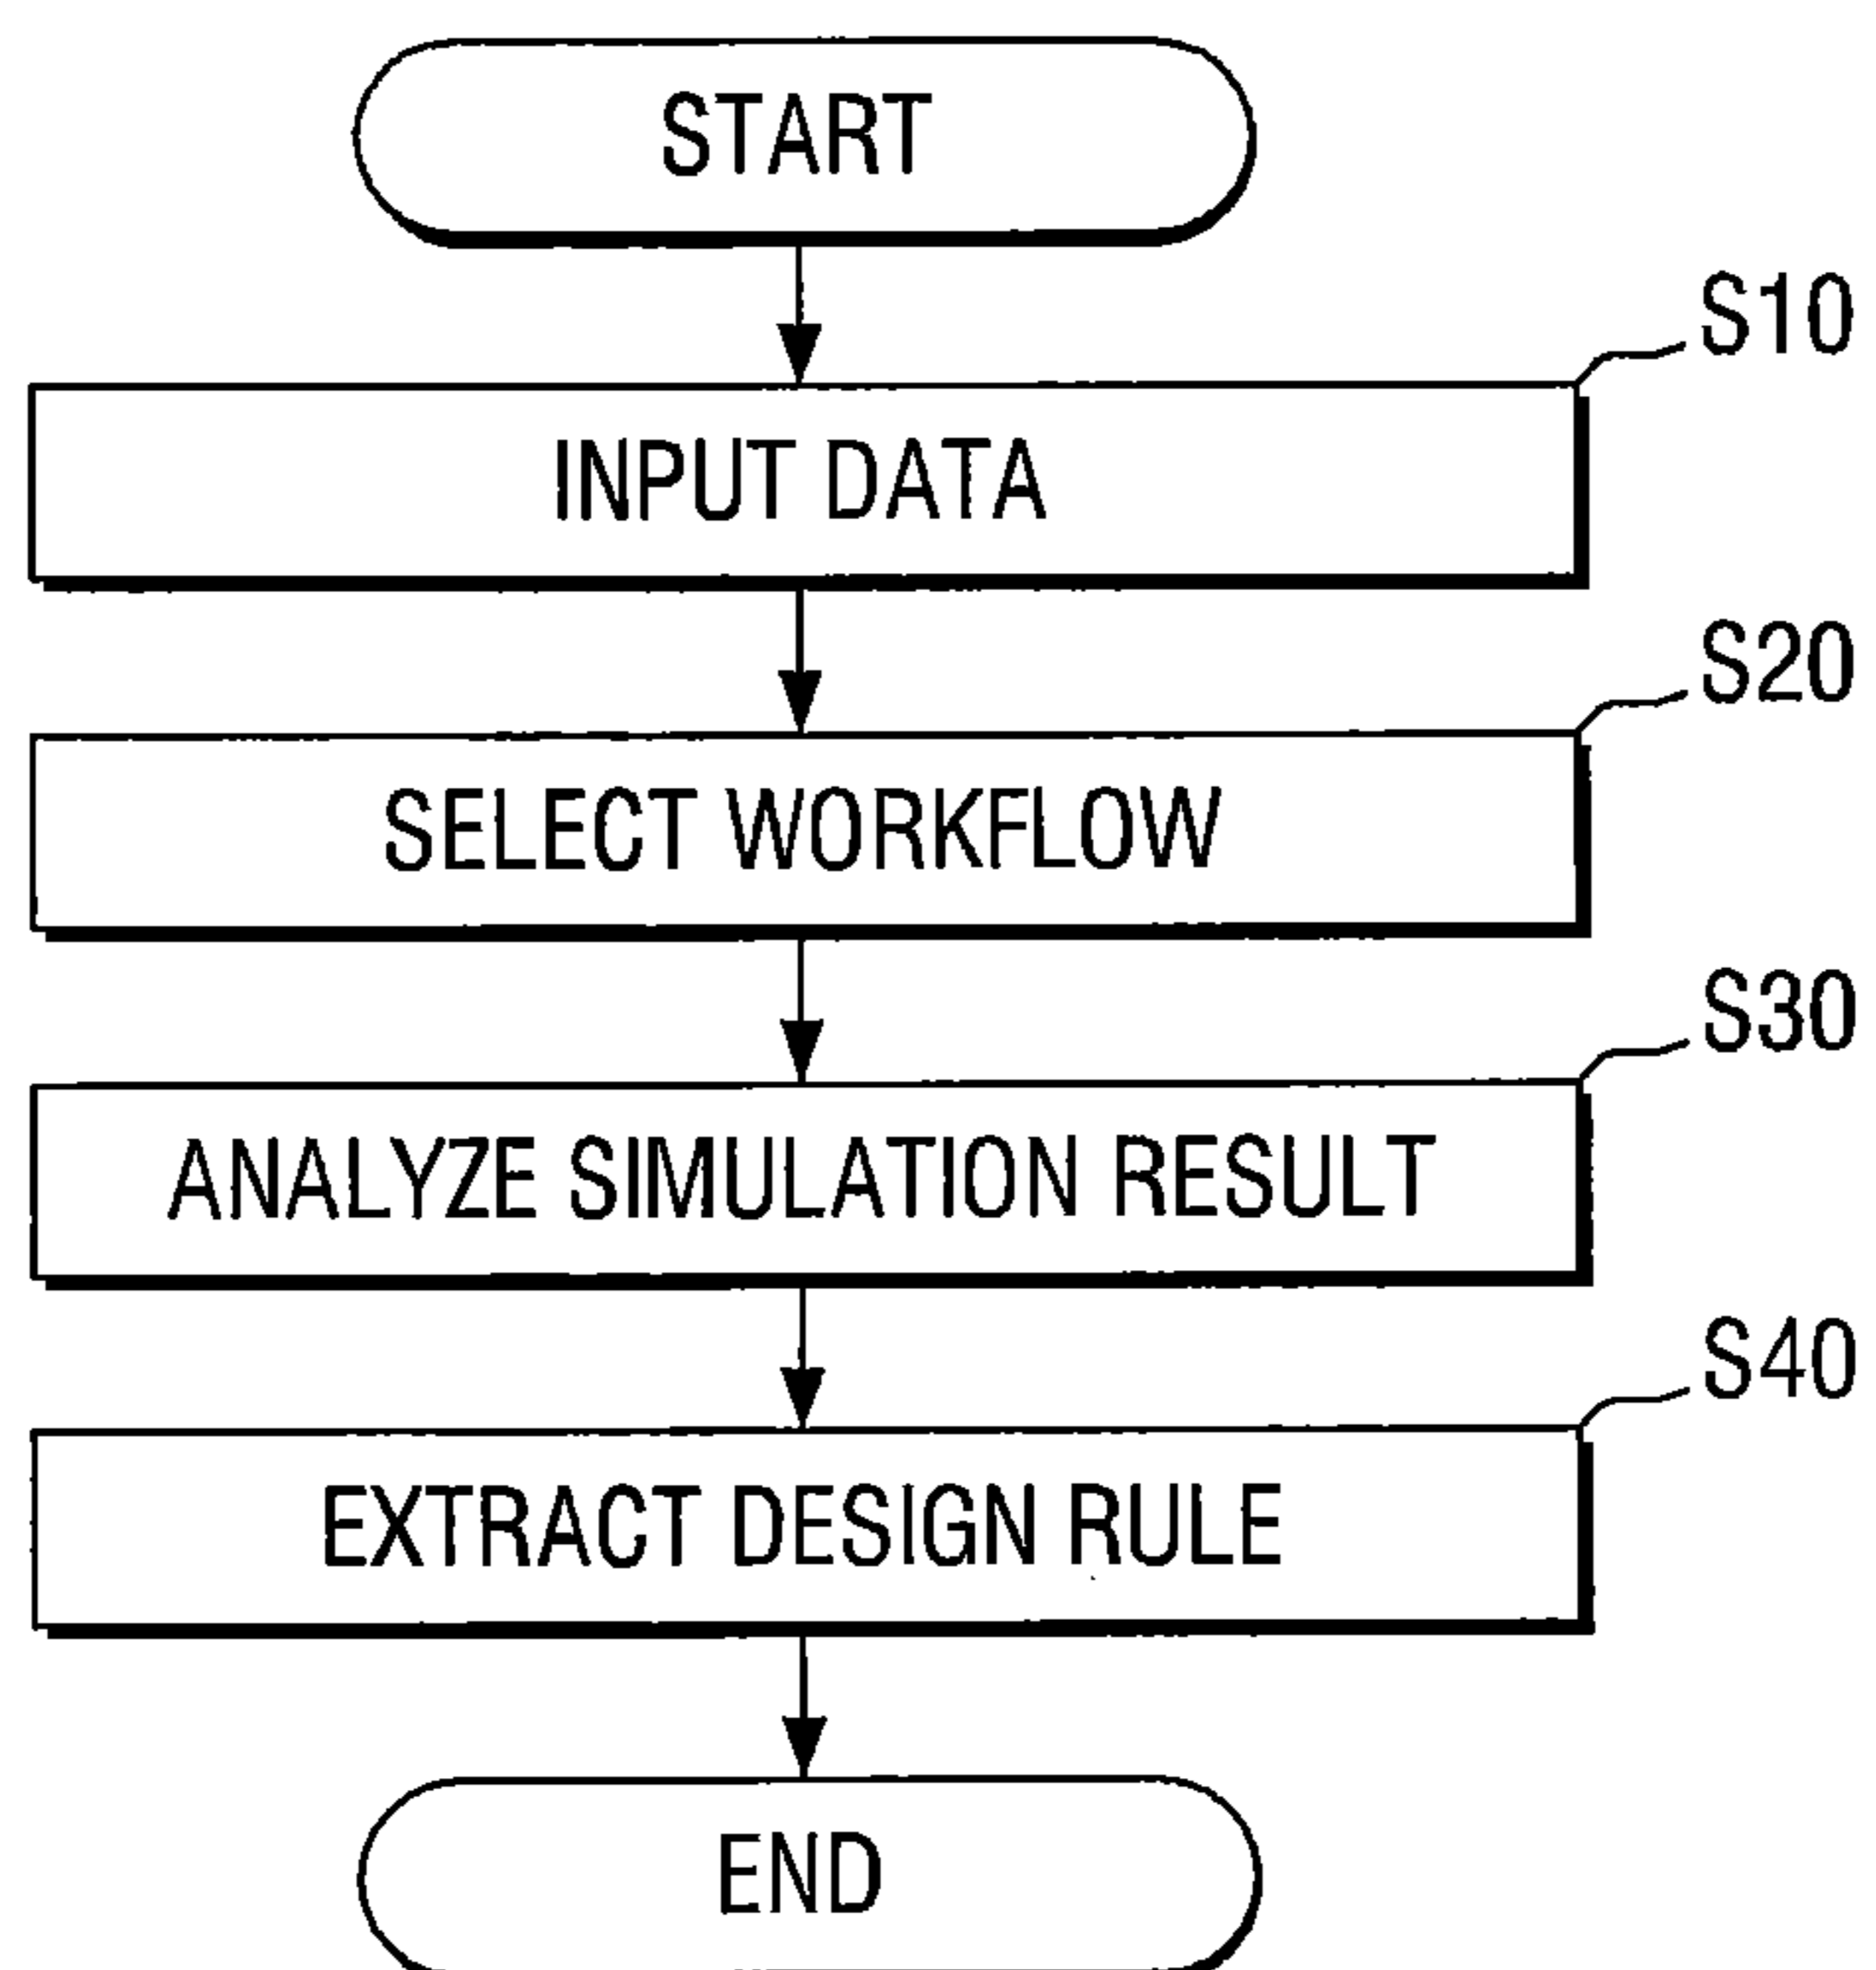 START
S10
INPUT DATA
S20
SELECT WORKFLOW
S30
ANALYZE SIMULATION RESULT
S40
EXTRACT DESIGN RULE
END